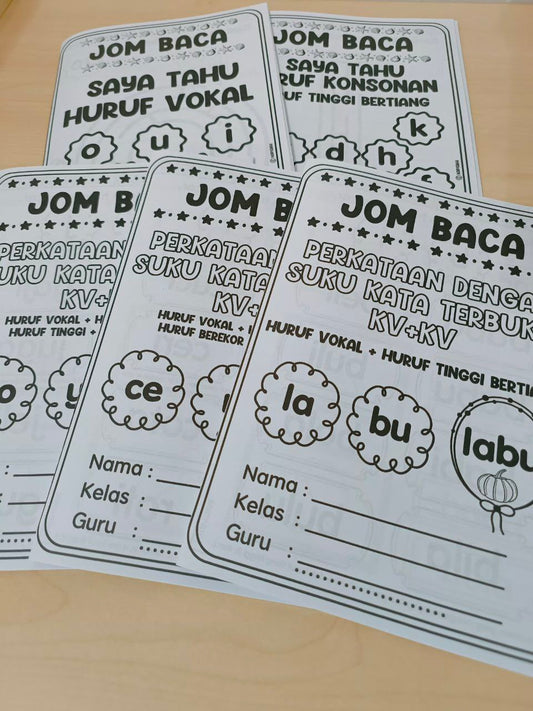 JOM BACA
SAYA TAHU
HURUF VOKAL
o u i
JOM BACA
SAYA TAHU
HURUF KONSONAN
HURUF TINGGI BERTIANG
k
d h f
JOM B
PERKATAAN
SUKU KATA
KV+
HURUF VOKAL + H
HURUF TINGGI +
o y
JOM B
PERKATAAN
SUKU KATA
KV+
HURUF VOKAL +
HURUF BEREKOR
ce
Nama :
Kelas :
Guru :
JOM BACA
PERKATAAN DENGA
SUKU KATA TERBUK
KV+KV
HURUF VOKAL + HURUF TINGGI BERTIA
la bu labu
Nama :
Kelas :
Guru :